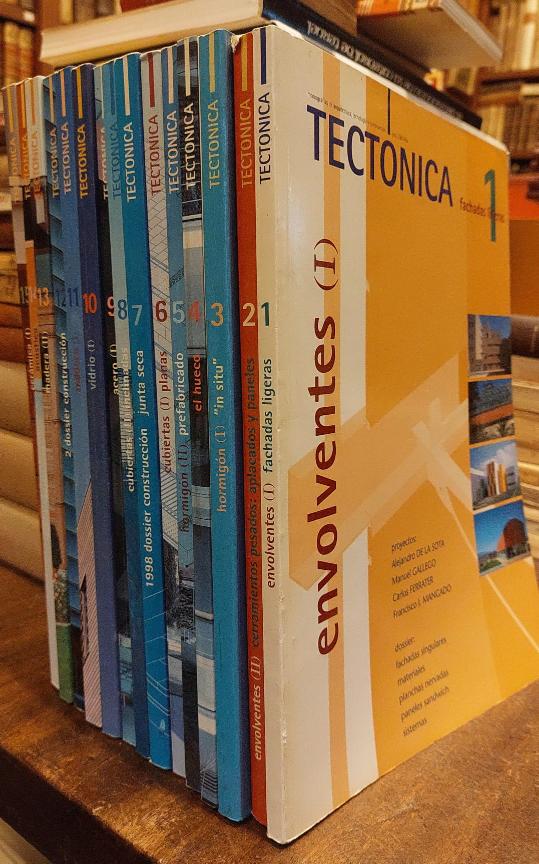 TECTONICA
1
fachadas ligeras
envolventes (I)
proyectos:
Alejandro DE LA SOTA
Manuel GALLEGO
Carlos FERRATER
Francisco J. MANGADO
dossier:
fachadas singulares
materiales
planchas nervadas
paneles sandwich
sistemas
TECTONICA
1
envolventes (I) fachadas ligeras
TECTONICA
2
envolventes (II) cerramientos pesados: aplacados y paneles
TECTONICA
3
hormigón (I) "in situ"
TECTONICA
4
el hueco
TECTONICA
5
hormigón (II) prefabricado
TECTONICA
6
cubiertas (I) planas
TECTONICA
7
1998 dossier construcción junta seca
TECTONICA
8
cubiertas
TECTONICA
9
acero (I)
TECTONICA
10
vidrio (I)
TECTONICA
11
TECTONICA
12
2 dossier construcción
TECTONICA
13
madera (I)